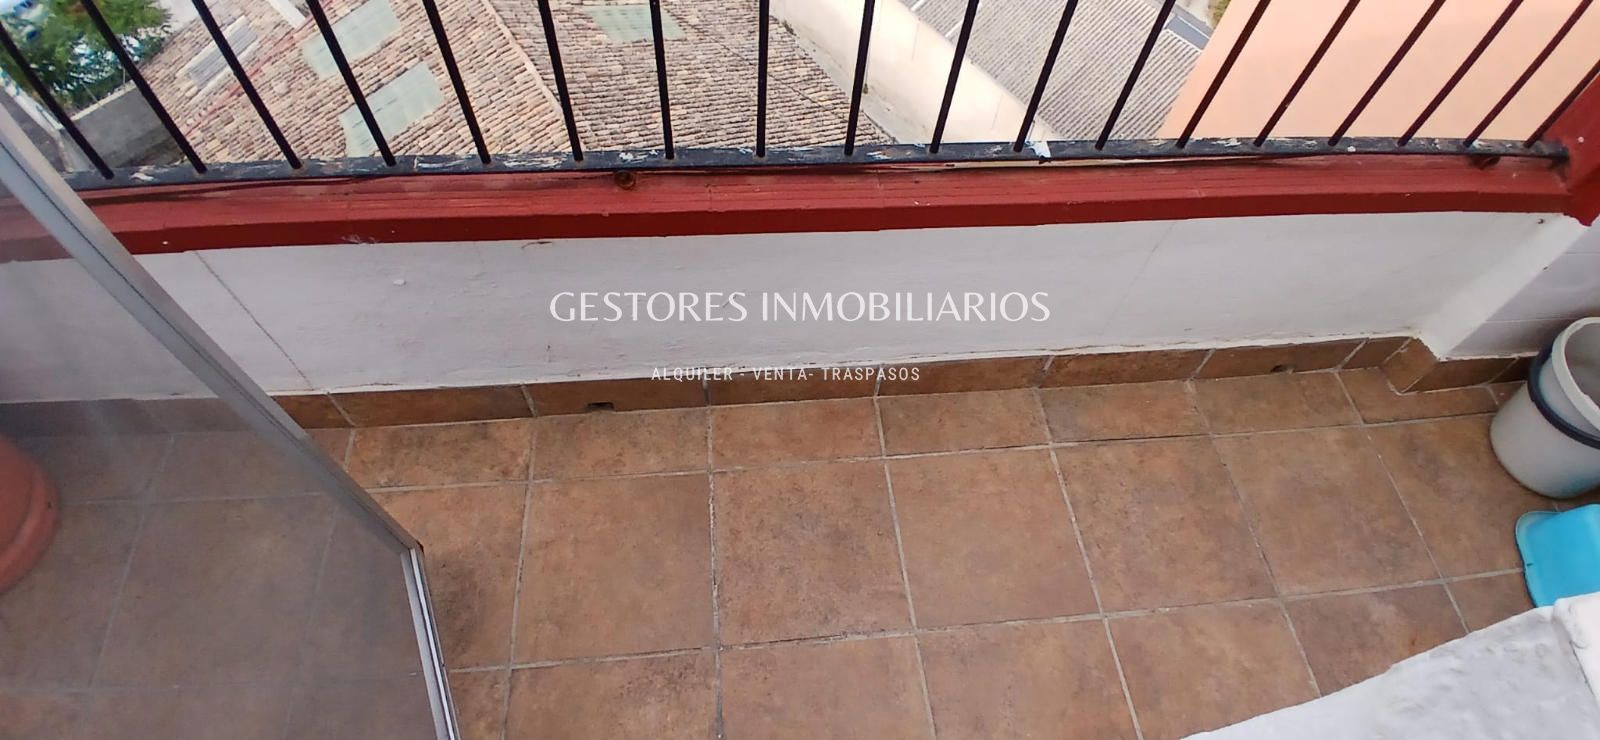 GESTORES INMOBILIARIOS
ALQUILER - VENTA- TRASPASOS